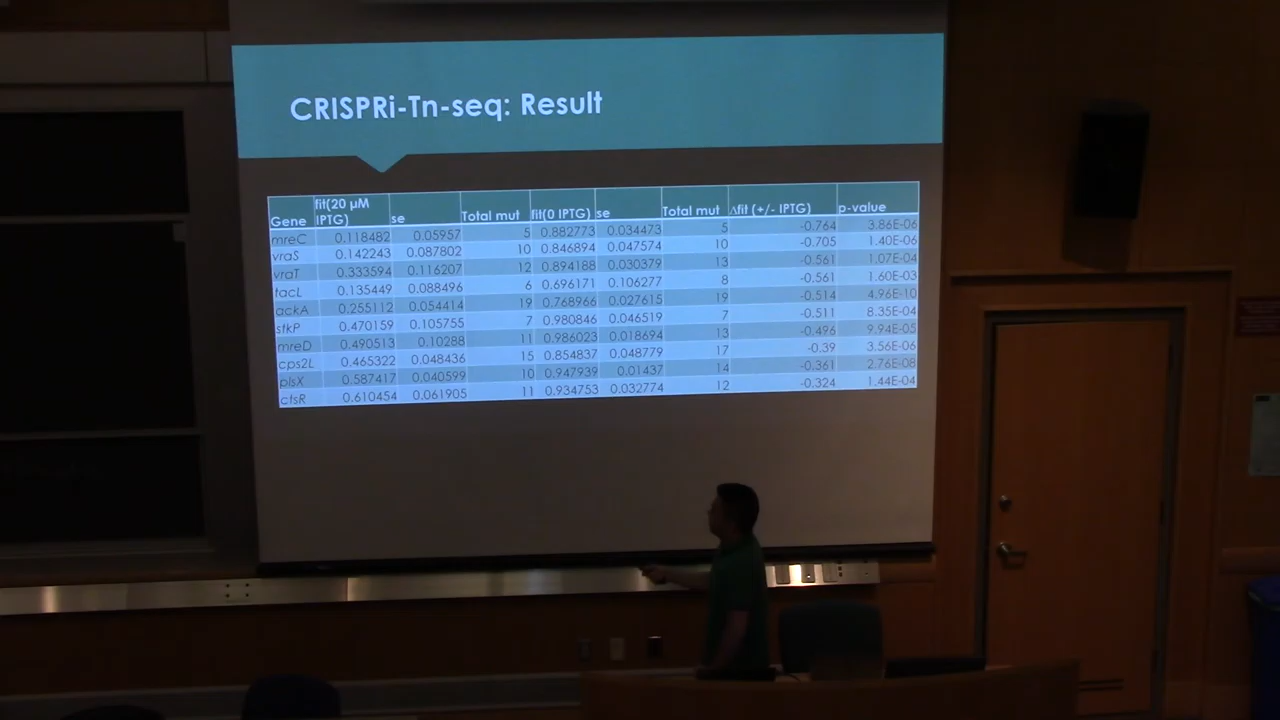 CRISPRi-Tn-seq: Result
Gene fit(20 µM IPTG) se Total mut fit(0 IPTG) se Total mut Δfit (+/- IPTG) p-value
mreC 0.118482 0.05957 5 0.882773 0.034473 5 -0.764 3.86E-06
vraS 0.142243 0.087802 10 0.846894 0.047574 10 -0.705 1.40E-06
vraT 0.333594 0.116207 12 0.894188 0.030379 13 -0.561 1.07E-04
tacL 0.135449 0.088496 6 0.696171 0.106277 8 -0.561 1.60E-03
ackA 0.255112 0.054414 19 0.768966 0.027615 19 -0.514 4.96E-10
stkP 0.470159 0.105755 7 0.980846 0.046519 7 -0.511 8.35E-04
mreD 0.490513 0.10288 11 0.986023 0.018694 13 -0.496 9.94E-05
cps2L 0.465322 0.048436 15 0.854837 0.048779 17 -0.39 3.56E-06
plsX 0.587417 0.040599 10 0.947939 0.01437 14 -0.361 2.76E-08
ctsR 0.610454 0.061905 11 0.934753 0.032774 12 -0.324 1.44E-04